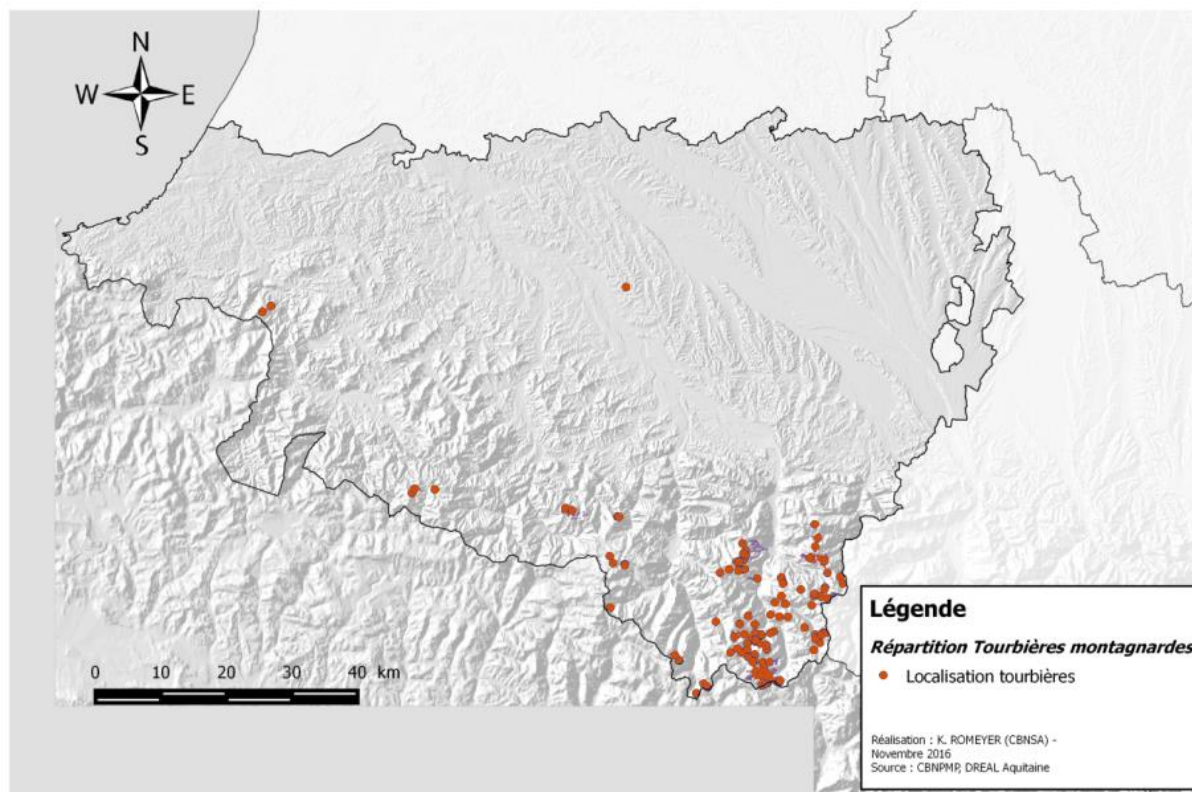 N
W E
S
0 10 20 30 40 km
Légende
Répartition Tourbières montagnardes
Localisation tourbières
Réalisation : K. ROMEYER (CBNSA) -
Novembre 2016
Source : CBNPMP, DREAL Aquitaine